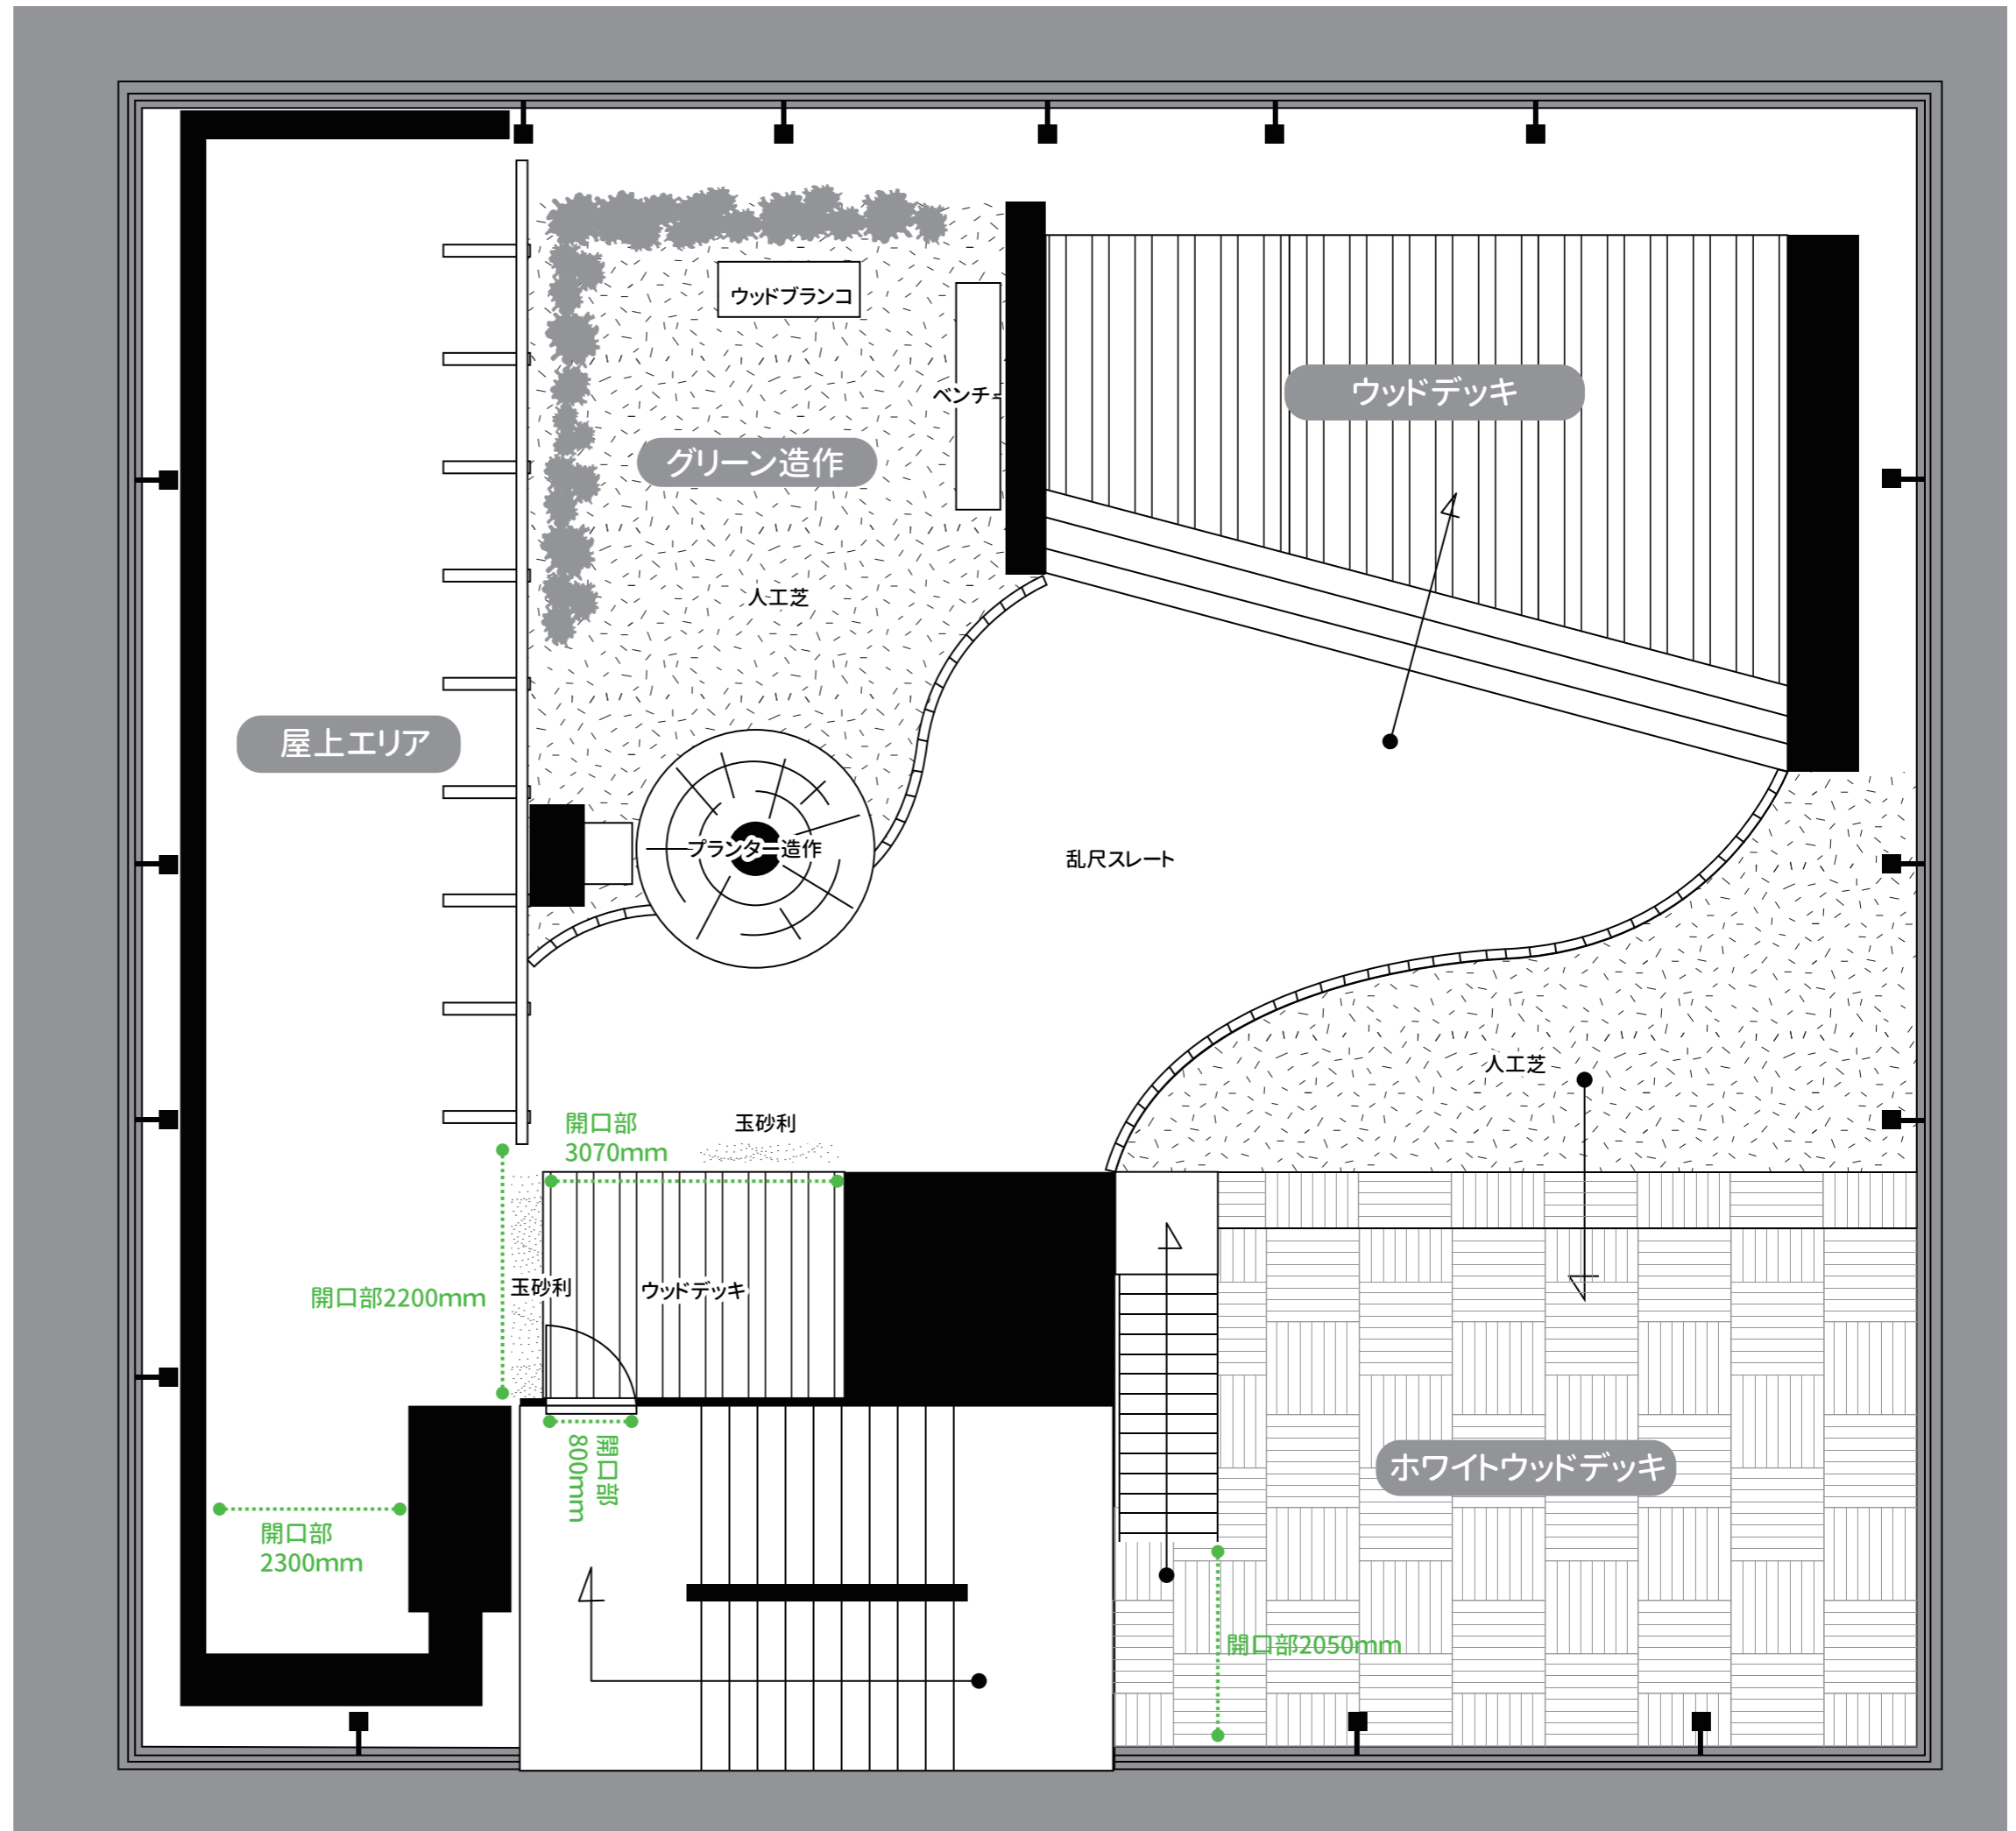 ウッドブランコ
ベンチ
ウッドデッキ
グリーン造作
人工芝
屋上エリア
プランター造作
乱尺スレート
人工芝
開口部
3070mm
玉砂利
開口部2200mm
玉砂利
ウッドデッキ
開口部
800mm
ホワイトウッドデッキ
開口部
2300mm
開口部2050mm